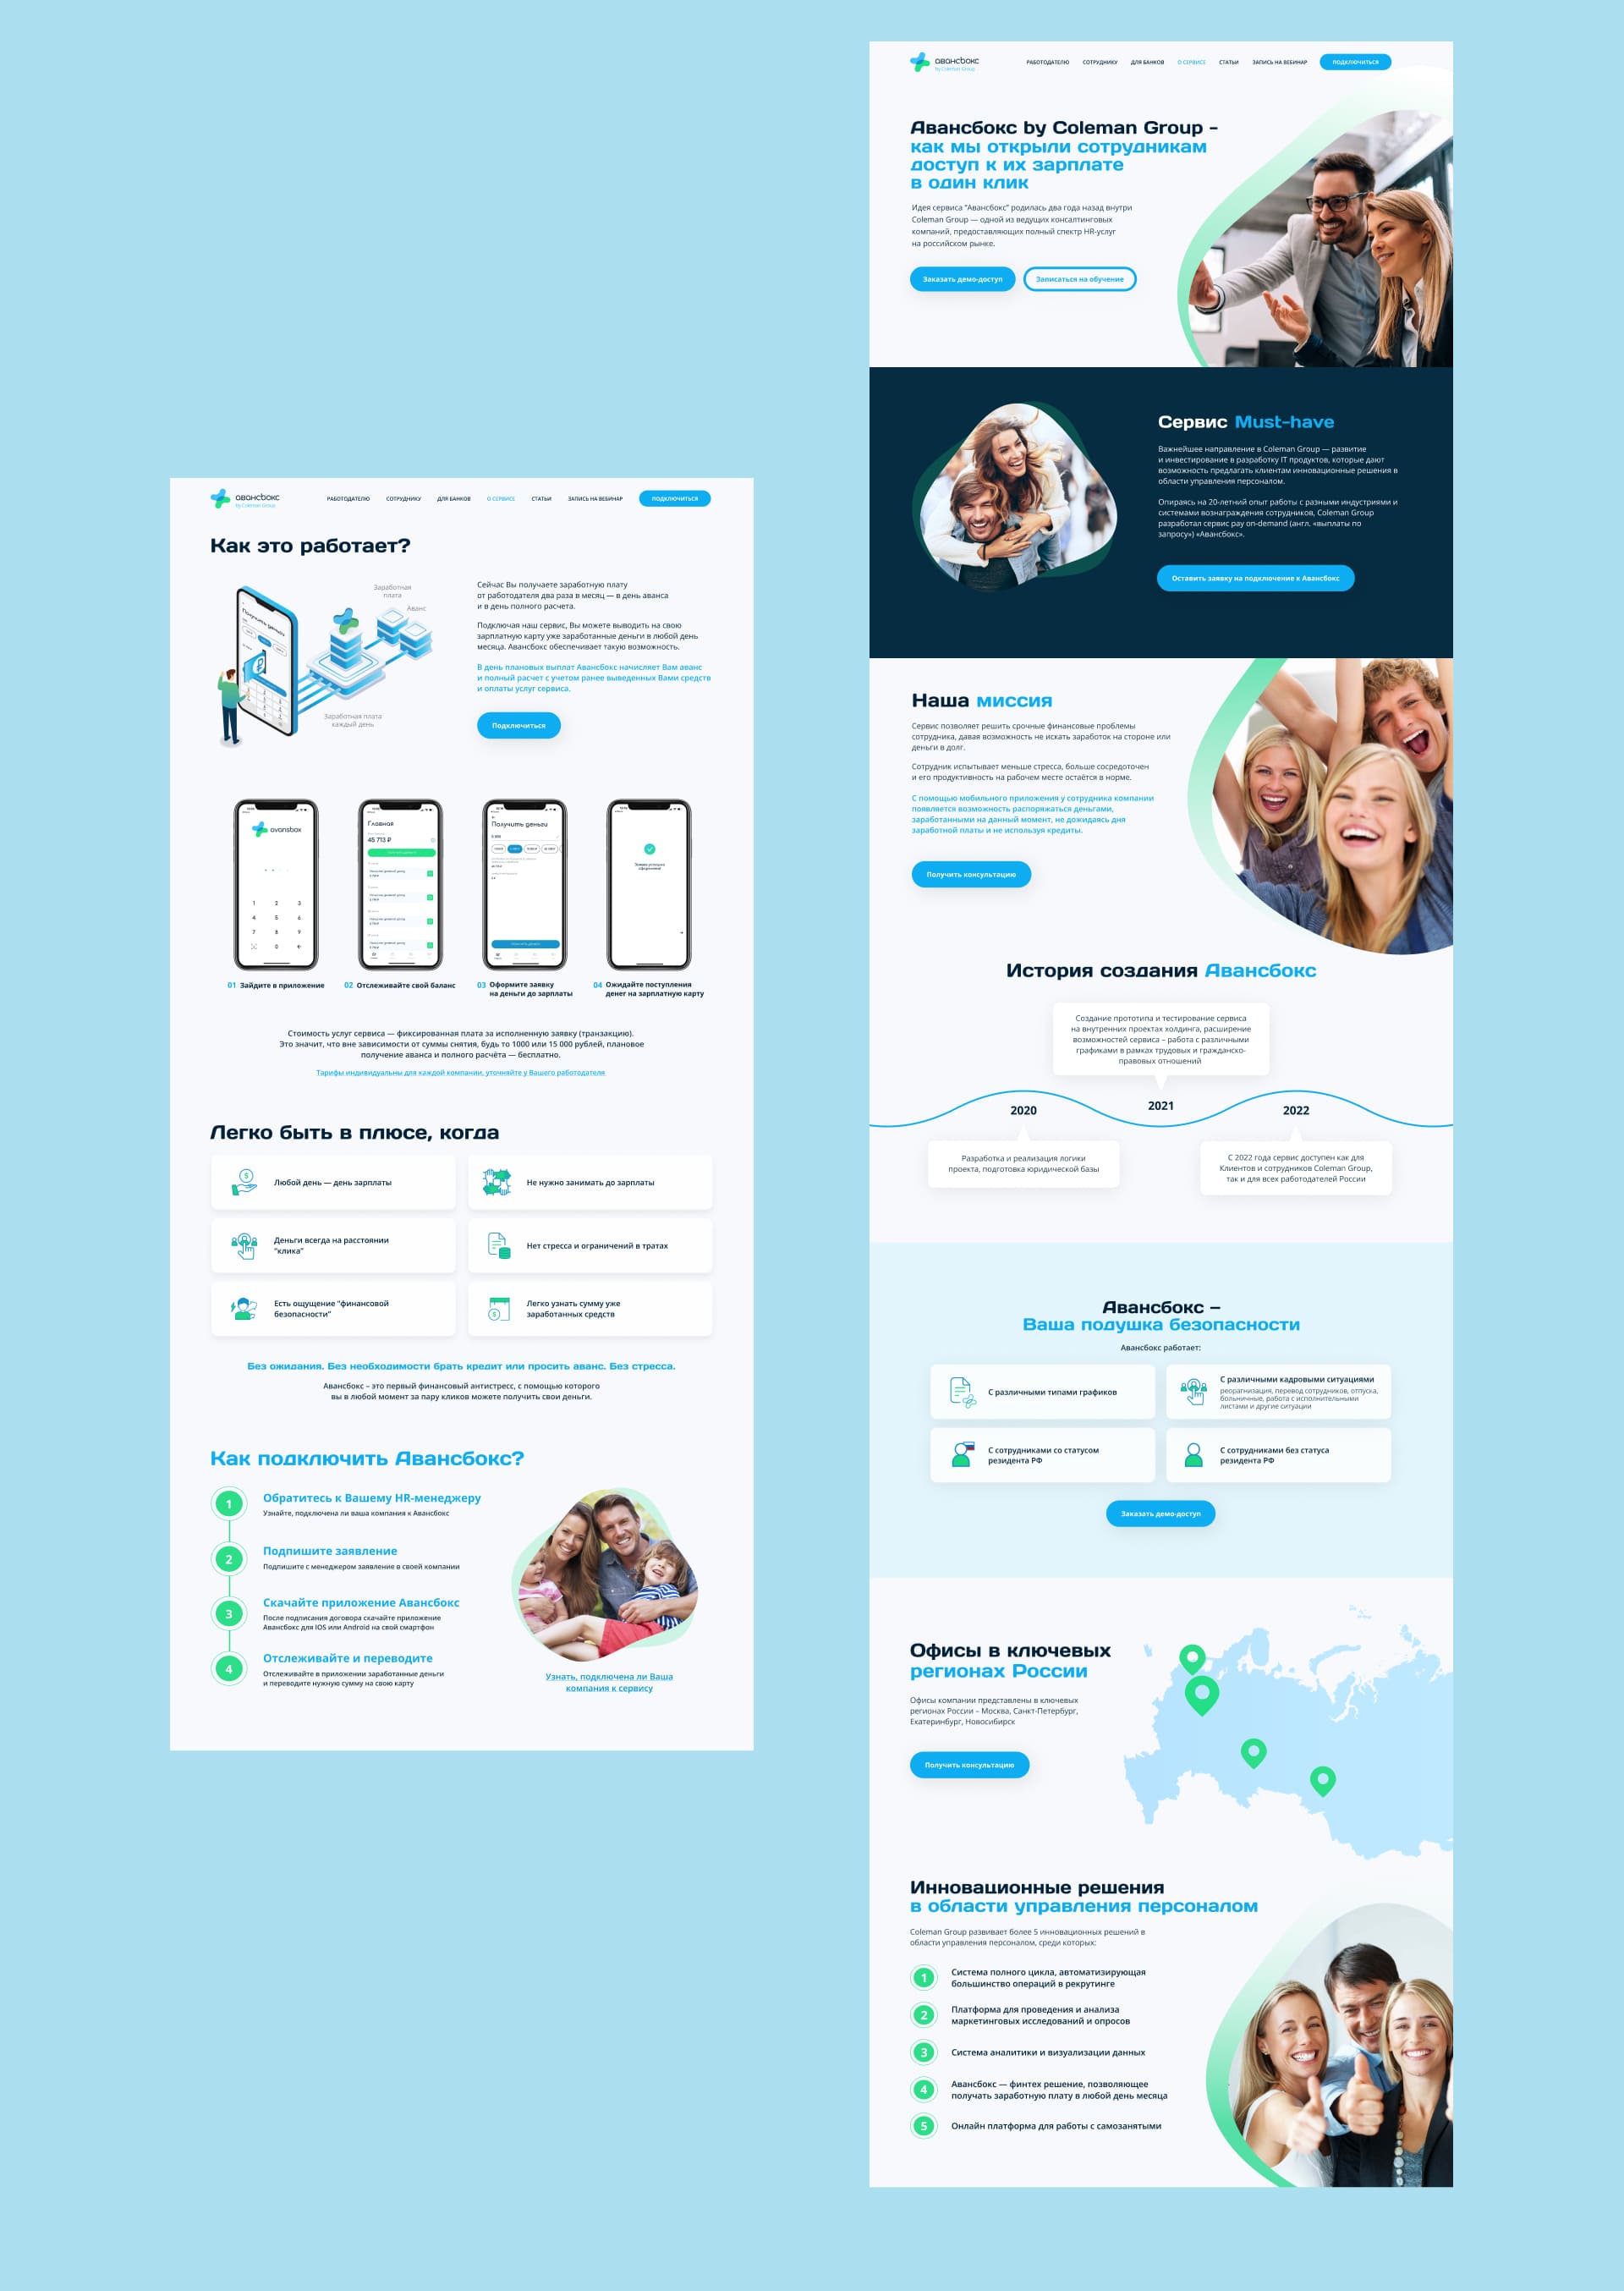 авансбокс
by Coleman Group
РАБОТОДАТЕЛЮ
СОТРУДНИКУ
ДЛЯ БАНКОВ
О СЕРВИСЕ
СТАТЬИ
ЗАПИСЬ НА ВЕБИНАР
ПОДКЛЮЧИТЬСЯ
Как это работает?
Заработная
плата
Аванс
Получить деньги
Заработная плата
каждый день
Сейчас Вы получаете заработную плату
от работодателя два раза в месяц — в день аванса
и в день полного расчета.
Подключая наш сервис, Вы можете выводить на свою
зарплатную карту уже заработанные деньги в любой день
месяца. Авансбокс обеспечивает такую возможность.
В день плановых выплат Авансбокс начисляет Вам аванс
и полный расчет с учетом ранее выведенных Вами средств
и оплаты услуг сервиса.
Подключиться
avansbox
1 2 3
4 5 6
7 8 9
0
Главная
45 713 ₽
Получить деньги
01 Зайдите в приложение
02 Отслеживайте свой баланс
03 Оформите заявку
на деньги до зарплаты
04 Ожидайте поступления
денег на зарплатную карту
Стоимость услуг сервиса — фиксированная плата за исполненную заявку (транзакцию).
Это значит, что вне зависимости от суммы снятия, будь то 1000 или 15 000 рублей, плановое
получение аванса и полного расчёта — бесплатно.
Тарифы индивидуальны для каждой компании, уточняйте у Вашего работодателя
Легко быть в плюсе, когда
Любой день — день зарплаты
Не нужно занимать до зарплаты
Деньги всегда на расстоянии
"клика"
Нет стресса и ограничений в тратах
Есть ощущение "финансовой
безопасности"
Легко узнать сумму уже
заработанных средств
Без ожидания. Без необходимости брать кредит или просить аванс. Без стресса.
Авансбокс – это первый финансовый антистресс, с помощью которого
вы в любой момент за пару кликов можете получить свои деньги.
Как подключить Авансбокс?
1
Обратитесь к Вашему HR-менеджеру
Узнайте, подключена ли ваша компания к Авансбокс
2
Подпишите заявление
Подпишите с менеджером заявление в своей компании
3
Скачайте приложение Авансбокс
После подписания договора скачайте приложение
Авансбокс для IOS или Android на свой смартфон
4
Отслеживайте и переводите
Отслеживайте в приложении заработанные деньги
и переводите нужную сумму на свою карту
Узнать, подключена ли Ваша
компания к сервису
авансбокс
by Coleman Group
РАБОТОДАТЕЛЮ
СОТРУДНИКУ
ДЛЯ БАНКОВ
О СЕРВИСЕ
СТАТЬИ
ЗАПИСЬ НА ВЕБИНАР
ПОДКЛЮЧИТЬСЯ
Авансбокс by Coleman Group -
как мы открыли сотрудникам
доступ к их зарплате
в один клик
Идея сервиса "Авансбокс" родилась два года назад внутри
Coleman Group — одной из ведущих консалтинговых
компаний, предоставляющих полный спектр HR-услуг
на российском рынке.
Заказать демо-доступ
Записаться на обучение
Сервис Must-have
Важнейшее направление в Coleman Group — развитие
и инвестирование в разработку IT продуктов, которые дают
возможность предлагать клиентам инновационные решения в
области управления персоналом.
Опираясь на 20-летний опыт работы с разными индустриями и
системами вознаграждения сотрудников, Coleman Group
разработал сервис pay on-demand (англ. «выплаты по
запросу») «Авансбокс».
Оставить заявку на подключение к Авансбокс
Наша миссия
Сервис позволяет решить срочные финансовые проблемы
сотрудника, давая возможность не искать заработок на стороне или
деньги в долг.
Сотрудник испытывает меньше стресса, больше сосредоточен
и его продуктивность на рабочем месте остаётся в норме.
С помощью мобильного приложения у сотрудника компании
появляется возможность распоряжаться деньгами,
заработанными на данный момент, не дожидаясь дня
заработной платы и не используя кредиты.
Получить консультацию
История создания Авансбокс
Создание прототипа и тестирование сервиса
на внутренних проектах холдинга, расширение
возможностей сервиса – работа с различными
графиками в рамках трудовых и гражданско-
правовых отношений
2020
2021
2022
Разработка и реализация логики
проекта, подготовка юридической базы
С 2022 года сервис доступен как для
Клиентов и сотрудников Coleman Group,
так и для всех работодателей России
Авансбокс –
Ваша подушка безопасности
Авансбокс работает:
С различными типами графиков
С различными кадровыми ситуациями
реорагнизация, перевод сотрудников, отпуска,
больничные, работа с исполнительными
листами и другие ситуации
С сотрудниками со статусом
резидента РФ
С сотрудниками без статуса
резидента РФ
Заказать демо-доступ
Офисы в ключевых
регионах России
Офисы компании представлены в ключевых
регионах России – Москва, Санкт-Петербург,
Екатеринбург, Новосибирск
Получить консультацию
Инновационные решения
в области управления персоналом
Coleman Group развивает более 5 инновационных решений в
области управления персоналом, среди которых:
1
Система полного цикла, автоматизирующая
большинство операций в рекрутинге
2
Платформа для проведения и анализа
маркетинговых исследований и опросов
3
Система аналитики и визуализации данных
4
Авансбокс — финтех решение, позволяющее
получать заработную плату в любой день месяца
5
Онлайн платформа для работы с самозанятыми